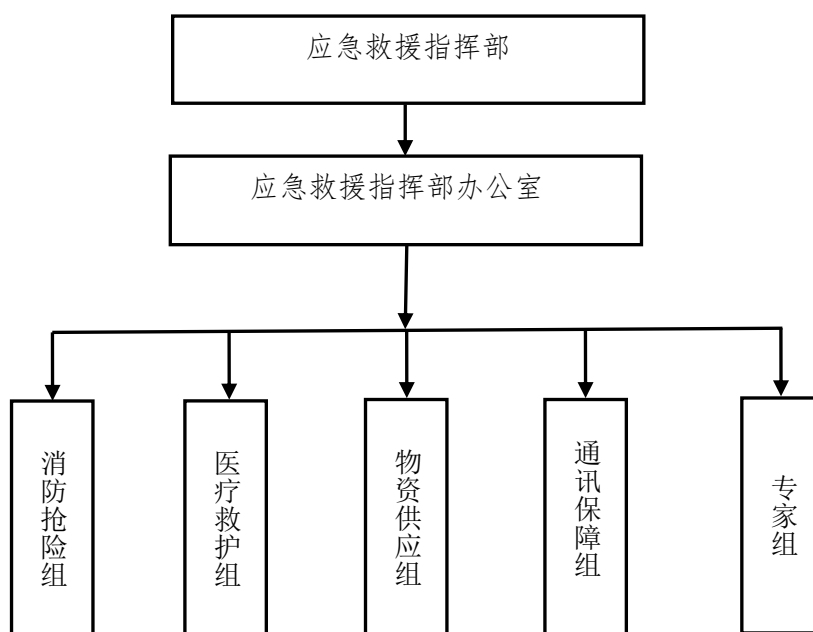 应急救援指挥部
应急救援指挥部办公室
消防抢险组
医疗救护组
物资供应组
通讯保障组
专家组